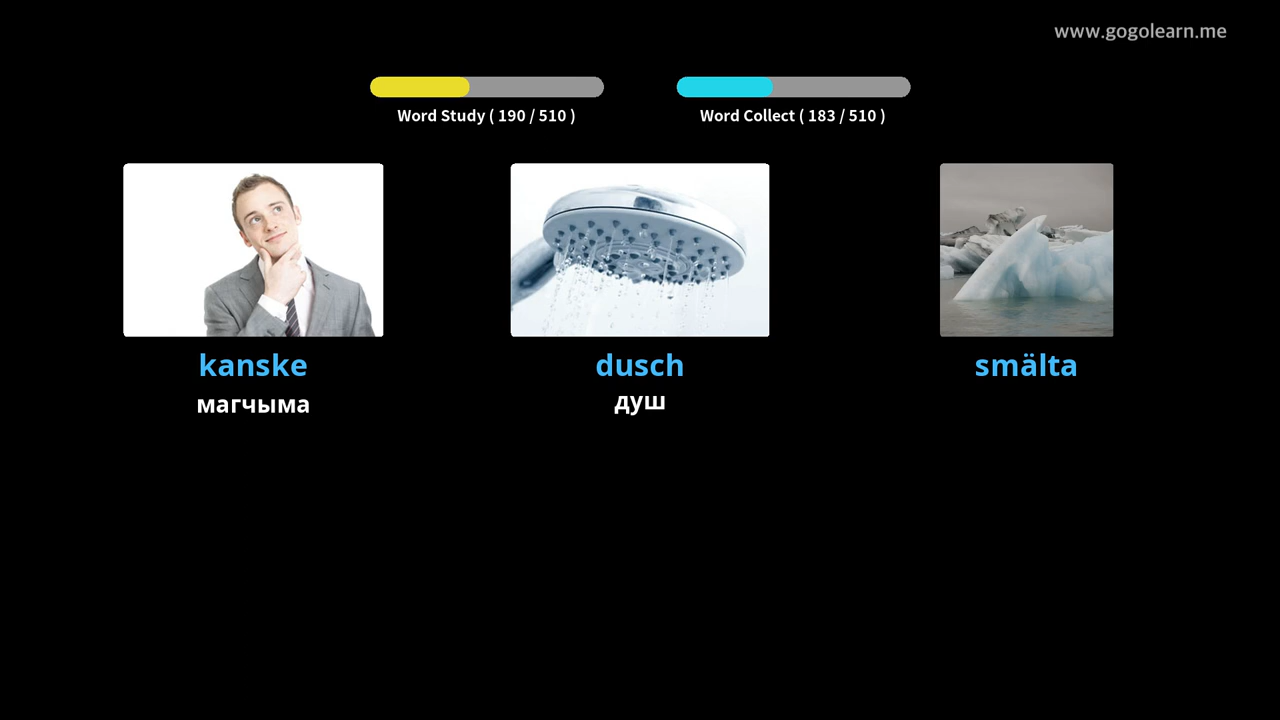 www.gogolearn.me
Word Study ( 190 / 510 )
Word Collect ( 183 / 510 )
kanske
dusch
smälta
магчыма
душ